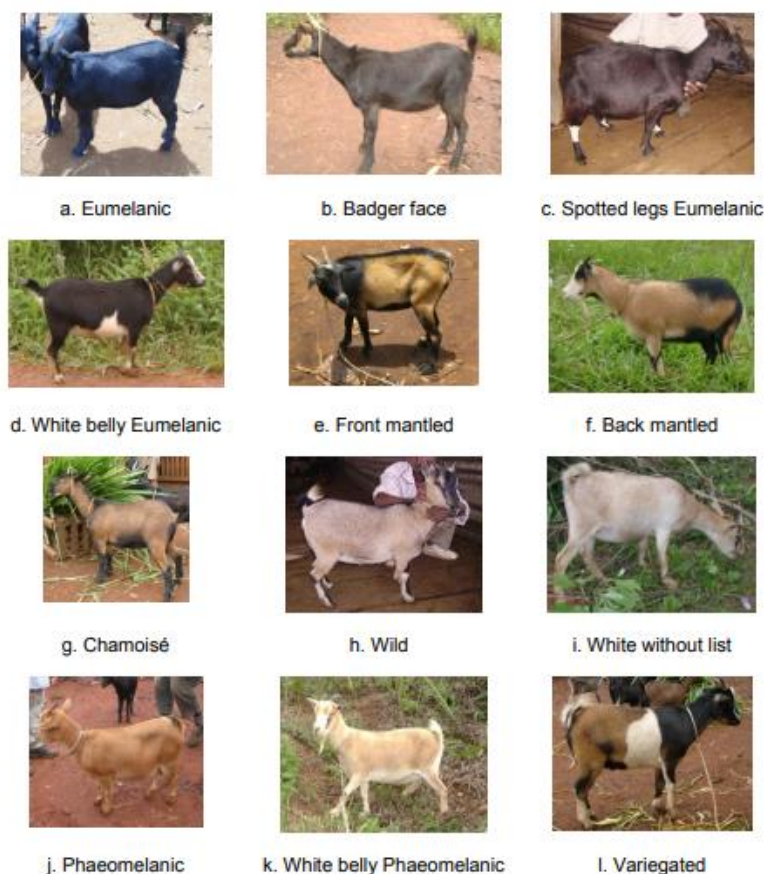 a. Eumelanic
b. Badger face
c. Spotted legs Eumelanic
d. White belly Eumelanic
e. Front mantled
f. Back mantled
g. Chamoisé
h. Wild
i. White without list
j. Phaeomelanic
k. White belly Phaeomelanic
l. Variegated